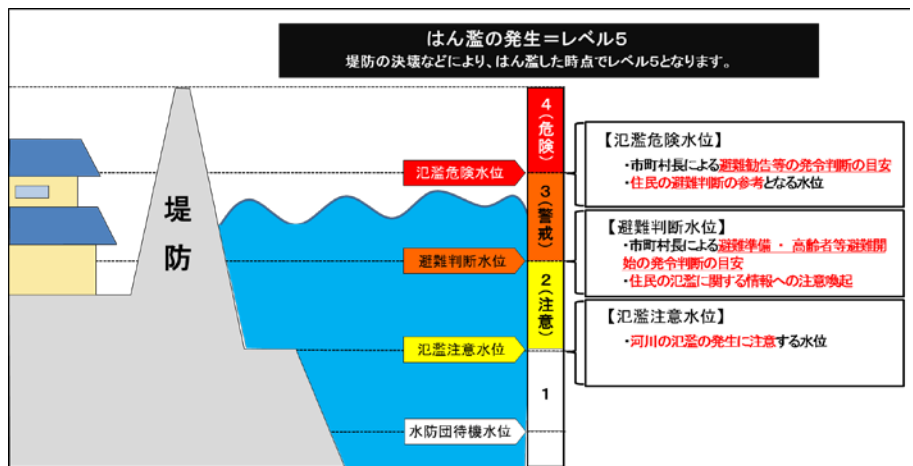 はん濫の発生＝レベル5
堤防の決壊などにより、はん濫した時点でレベル5となります。
堤防
4（危険）
3（警戒）
2（注意）
1
氾濫危険水位
避難判断水位
氾濫注意水位
水防団待機水位
【氾濫危険水位】
・市町村長による避難勧告等の発令判断の目安
・住民の避難判断の参考となる水位
【避難判断水位】
・市町村長による避難準備 ・ 高齢者等避難開
始の発令判断の目安
・住民の氾濫に関する情報への注意喚起
【氾濫注意水位】
・河川の氾濫の発生に注意する水位